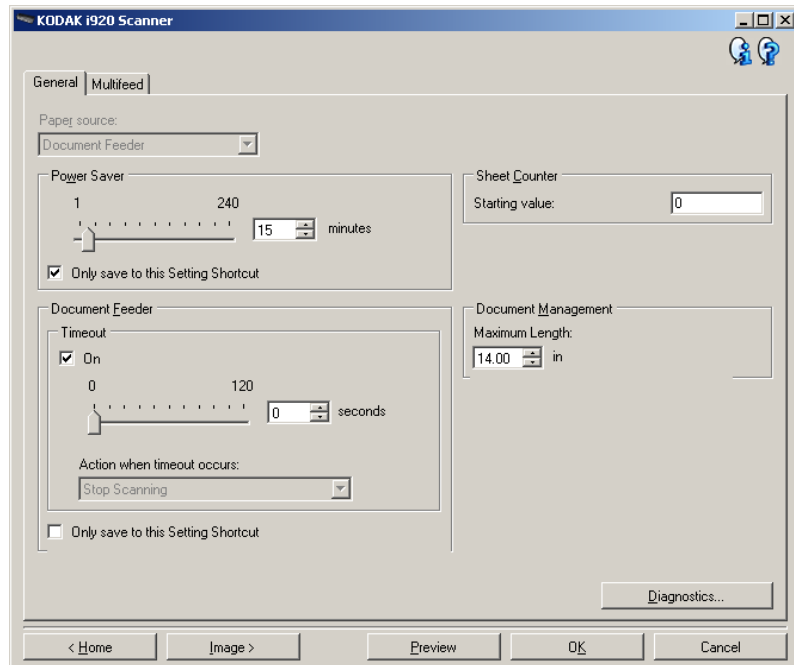 KODAK i920 Scanner
General
Multifeed
Paper source:
Document Feeder
Power Saver
1 240
15 minutes
Only save to this Setting Shortcut
Sheet Counter
Starting value: 0
Document Feeder
Timeout
On
0 120
0 seconds
Action when timeout occurs:
Stop Scanning
Only save to this Setting Shortcut
Document Management
Maximum Length:
14.00 in
Diagnostics...
< Home
Image >
Preview
OK
Cancel